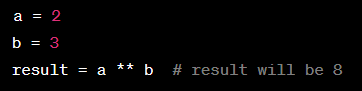 a = 2
b = 3
result = a ** b  # result will be 8